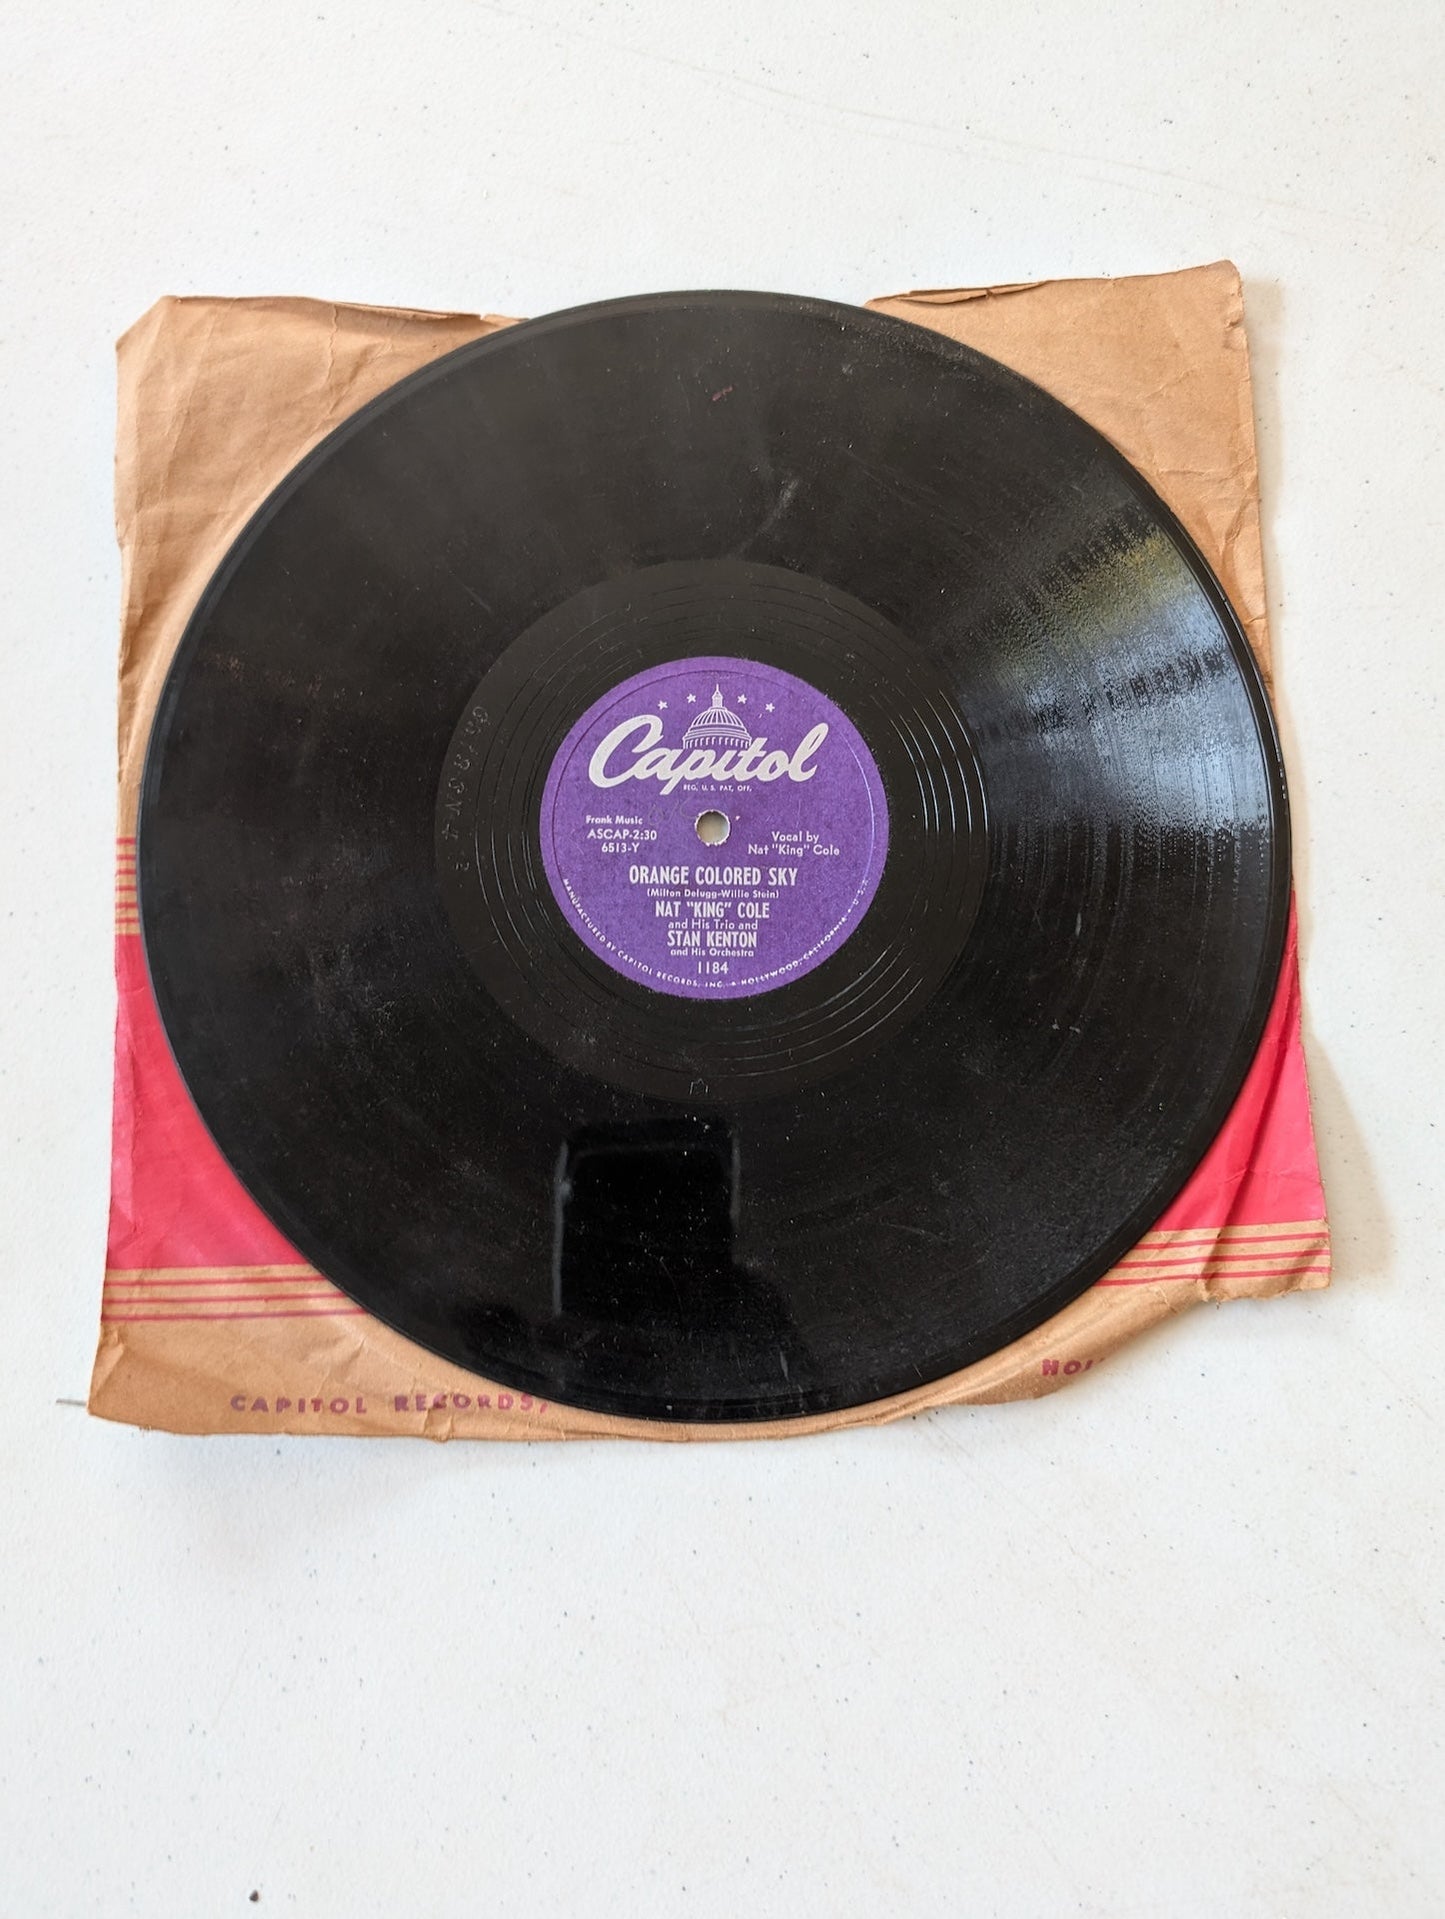 Capitol
REG. U.S. PAT. OFF.
Frank Music
ASCAP-2:30
6513-Y
Vocal by
Nat "King" Cole
ORANGE COLORED SKY
(Milton Delugg-Willie Stein)
NAT "KING" COLE
and His Trio and
STAN KENTON
and His Orchestra
1184
MANUFACTURED BY CAPITOL RECORDS, INC. ★ HOLLYWOOD, CALIFORNIA, U.S.A.
CAPITOL RECORDS,